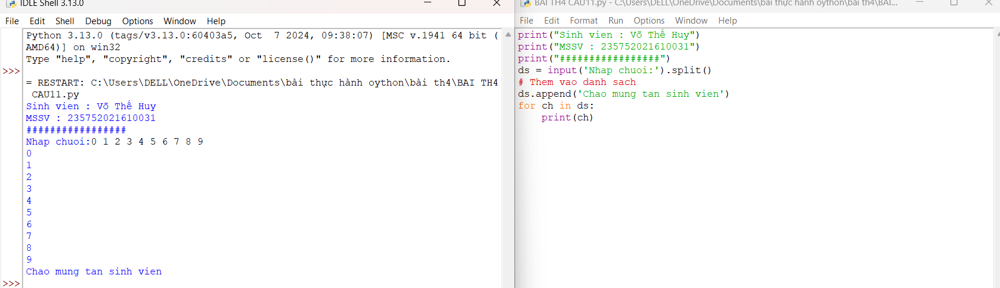 IDLE Shell 3.13.0
File Edit Shell Debug Options Window Help
Python 3.13.0 (tags/v3.13.0:60403a5, Oct  7 2024, 09:38:07) [MSC v.1941 64 bit (
AMD64)] on win32
Type "help", "copyright", "credits" or "license()" for more information.
>>>
= RESTART: C:\Users\DELL\OneDrive\Documents\bài thực hành oython\bài th4\BAI TH4
 CAU11.py
Sinh vien : Võ Thế Huy
MSSV : 235752021610031
#################
Nhap chuoi:0 1 2 3 4 5 6 7 8 9
0
1
2
3
4
5
6
7
8
9
Chao mung tan sinh vien
>>>
BAI TH4 CAU11.py - C:\Users\DELL\OneDrive\Documents\bài thực hành oython\bài th4\BAI...
File Edit Format Run Options Window Help
print("Sinh vien : Võ Thế Huy")
print("MSSV : 235752021610031")
print("#################")
ds = input('Nhap chuoi:').split()
# Them vao danh sach
ds.append('Chao mung tan sinh vien')
for ch in ds:
    print(ch)